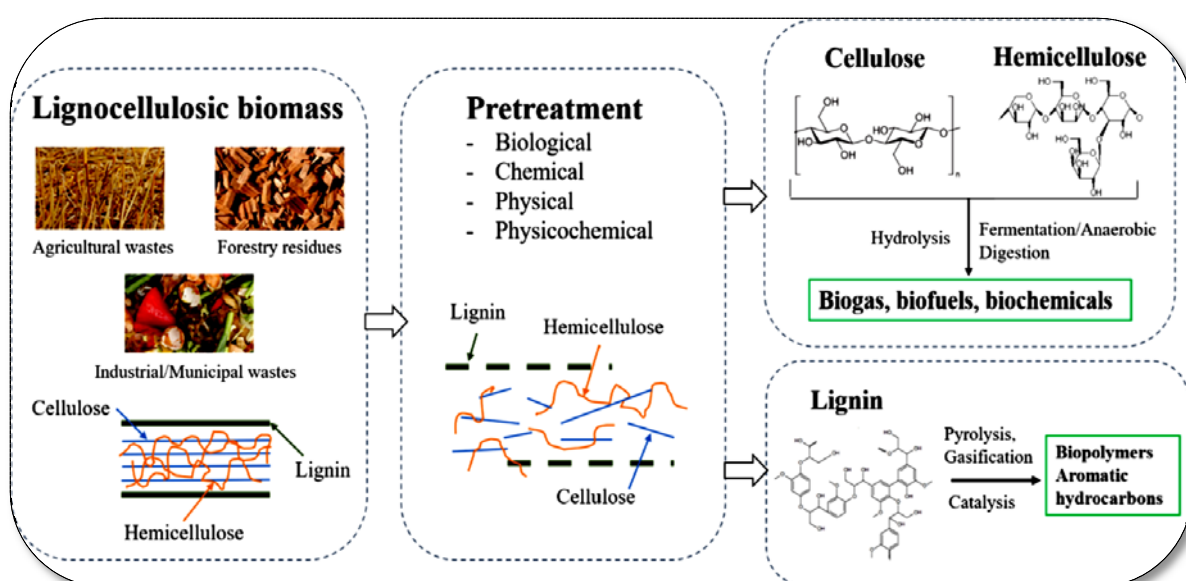 Lignocellulosic biomass
Agricultural wastes
Forestry residues
Industrial/Municipal wastes
Cellulose
Lignin
Hemicellulose
Pretreatment
- Biological
- Chemical
- Physical
- Physicochemical
Lignin
Hemicellulose
Cellulose
Cellulose
Hemicellulose
Hydrolysis
Fermentation/Anaerobic
Digestion
Biogas, biofuels, biochemicals
Lignin
Pyrolysis,
Gasification
Catalysis
Biopolymers
Aromatic
hydrocarbons